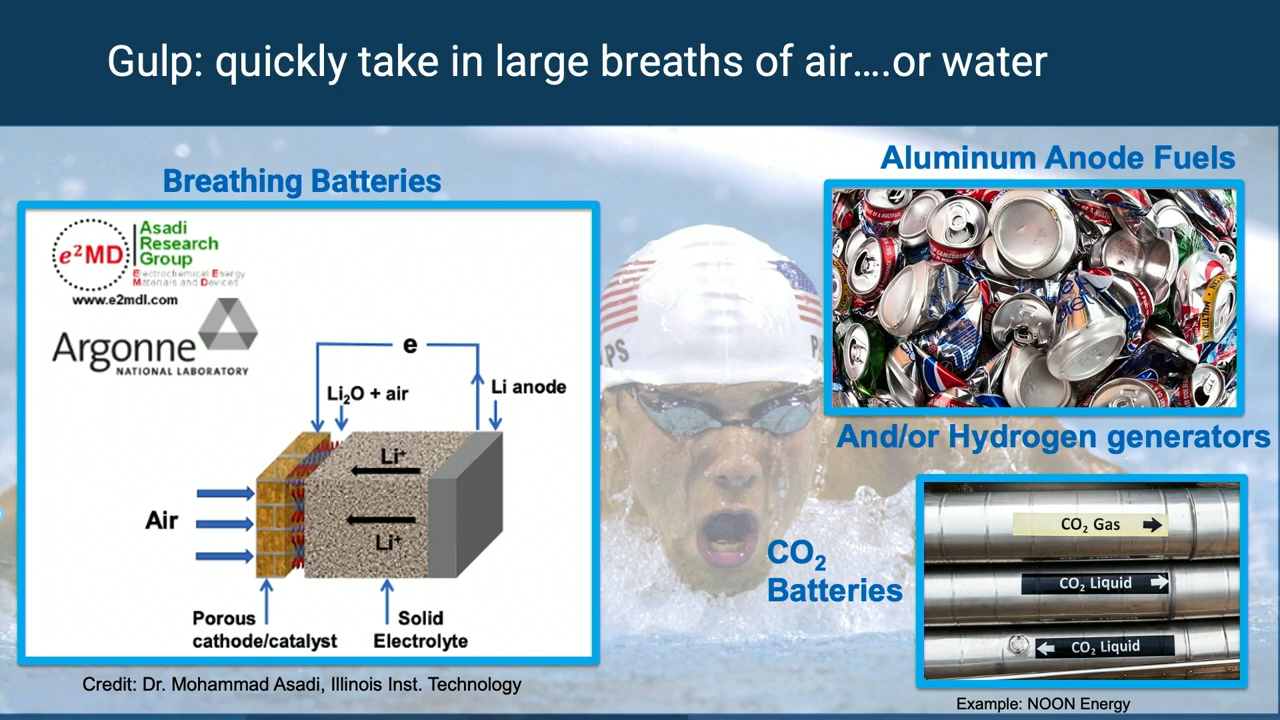 Gulp: quickly take in large breaths of air....or water
Breathing Batteries
e²MD
Asadi
Research
Group
Electrochemical Energy
Materials and Devices
www.e2mdl.com
Argonne
NATIONAL LABORATORY
e
Li₂O + air
Li anode
Li⁺
Li⁺
Air
Porous
cathode/catalyst
Solid
Electrolyte
Credit: Dr. Mohammad Asadi, Illinois Inst. Technology
PS
P
CO₂
Batteries
Aluminum Anode Fuels
And/or Hydrogen generators
CO₂ Gas
CO₂ Liquid
CO₂ Liquid
Example: NOON Energy